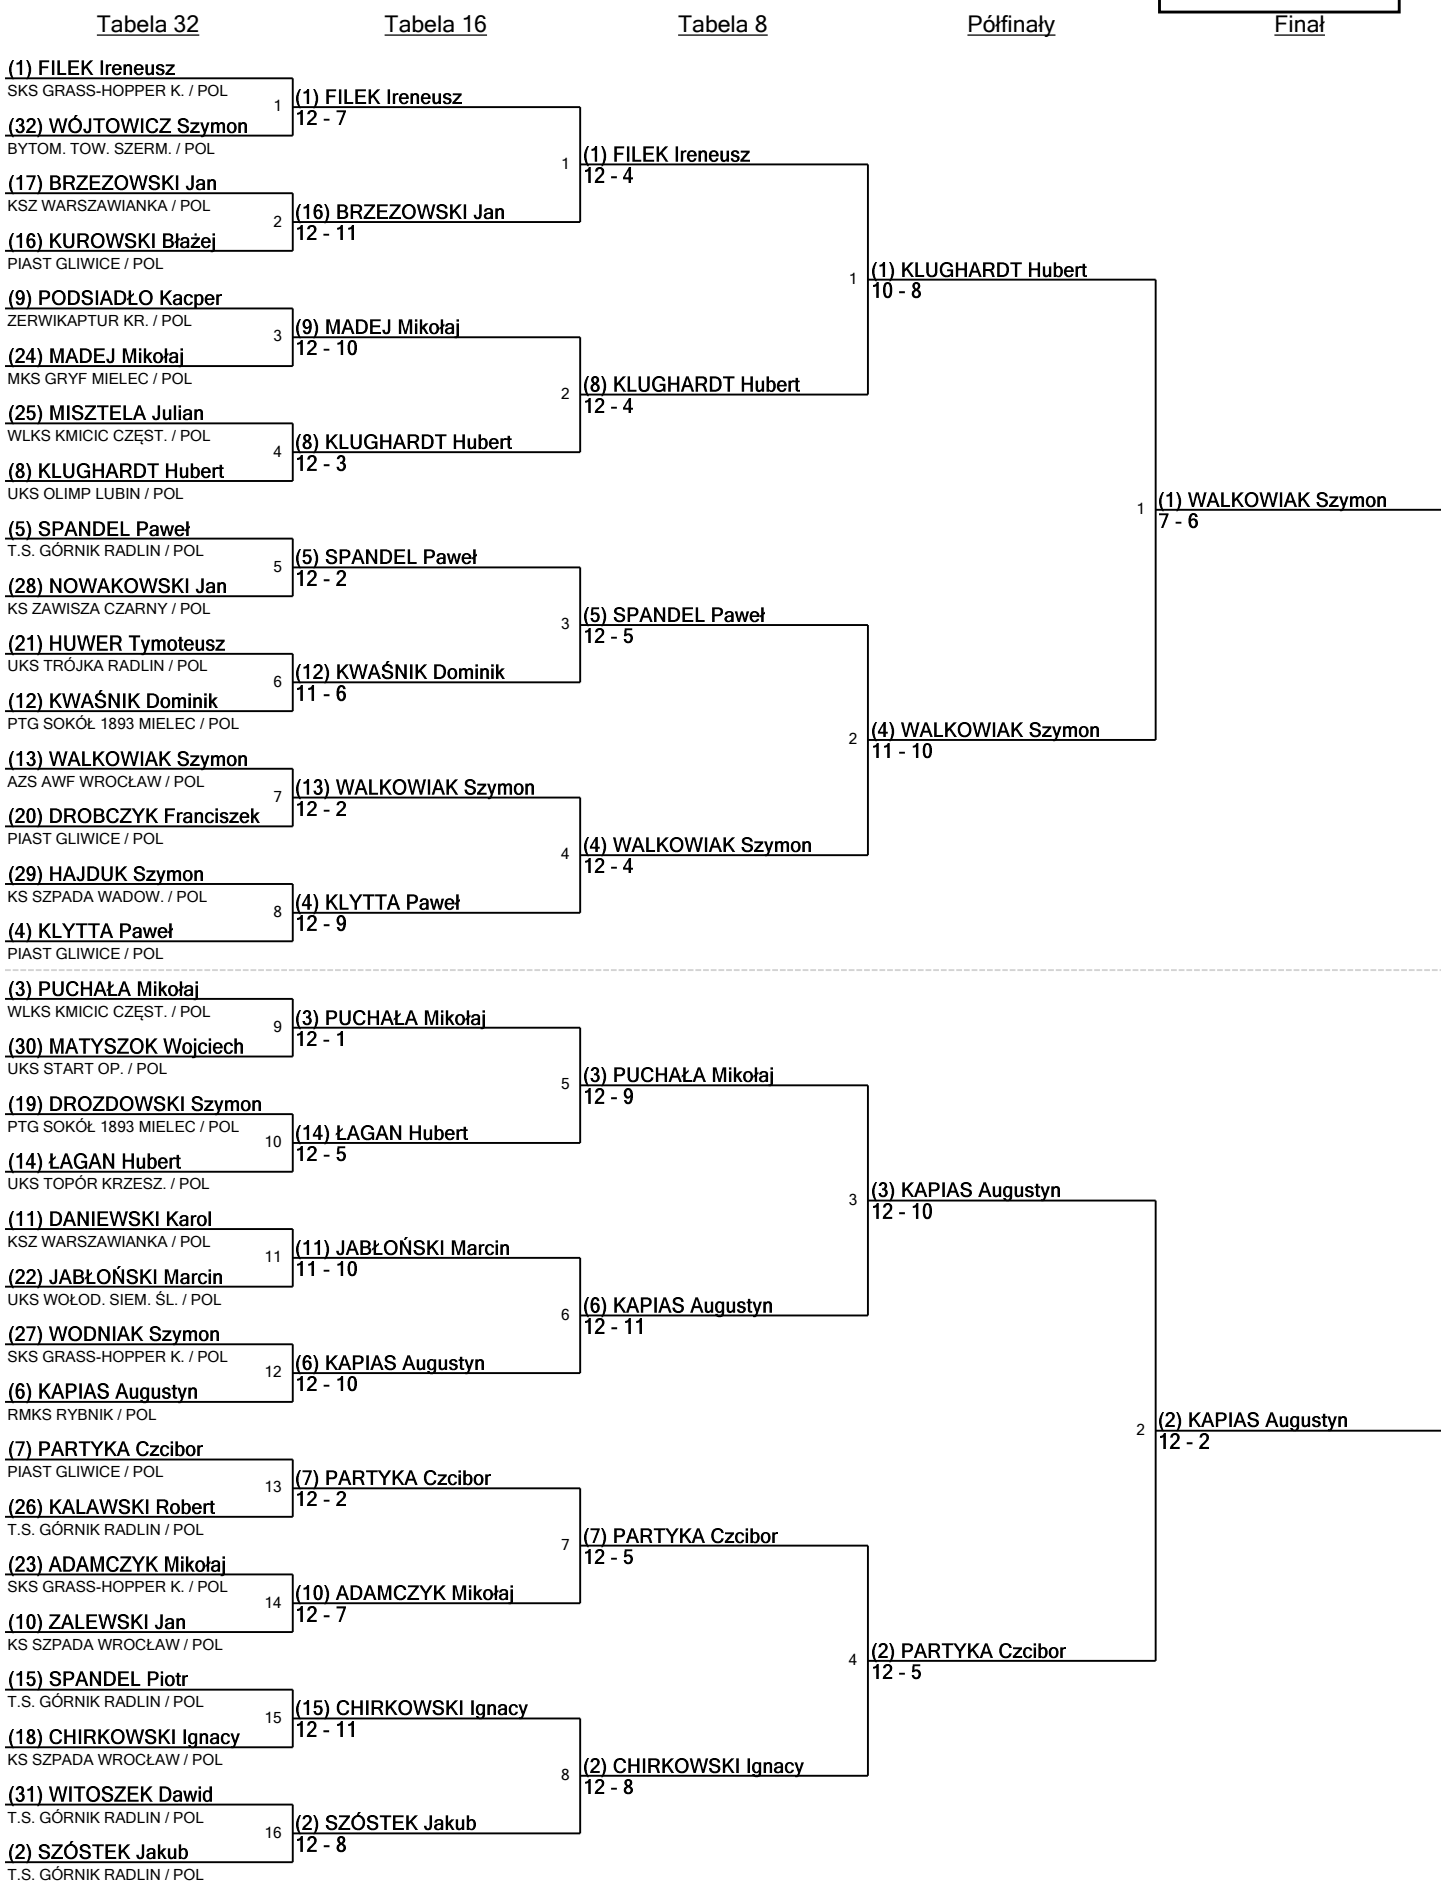 Tabela 32
Tabela 16
Tabela 8
Półfinały
Finał
(1) FILEK Ireneusz
SKS GRASS-HOPPER K. / POL
1
(32) WÓJTOWICZ Szymon
BYTOM. TOW. SZERM. / POL
(17) BRZEZOWSKI Jan
KSZ WARSZAWIANKA / POL
2
(16) KUROWSKI Błażej
PIAST GLIWICE / POL
(9) PODSIADŁO Kacper
ZERWIKAPTUR KR. / POL
3
(24) MADEJ Mikołaj
MKS GRYF MIELEC / POL
(25) MISZTELA Julian
WLKS KMICIC CZĘST. / POL
4
(8) KLUGHARDT Hubert
UKS OLIMP LUBIN / POL
(5) SPANDEL Paweł
T.S. GÓRNIK RADLIN / POL
5
(28) NOWAKOWSKI Jan
KS ZAWISZA CZARNY / POL
(21) HUWER Tymoteusz
UKS TRÓJKA RADLIN / POL
6
(12) KWAŚNIK Dominik
PTG SOKÓŁ 1893 MIELEC / POL
(13) WALKOWIAK Szymon
AZS AWF WROCŁAW / POL
7
(20) DROBCZYK Franciszek
PIAST GLIWICE / POL
(29) HAJDUK Szymon
KS SZPADA WADOW. / POL
8
(4) KLYTTA Paweł
PIAST GLIWICE / POL
(3) PUCHAŁA Mikołaj
WLKS KMICIC CZĘST. / POL
9
(30) MATYSZOK Wojciech
UKS START OP. / POL
(19) DROZDOWSKI Szymon
PTG SOKÓŁ 1893 MIELEC / POL
10
(14) ŁAGAN Hubert
UKS TOPÓR KRZESZ. / POL
(11) DANIEWSKI Karol
KSZ WARSZAWIANKA / POL
11
(22) JABŁOŃSKI Marcin
UKS WOŁOD. SIEM. ŚL. / POL
(27) WODNIAK Szymon
SKS GRASS-HOPPER K. / POL
12
(6) KAPIAS Augustyn
RMKS RYBNIK / POL
(7) PARTYKA Czcibor
PIAST GLIWICE / POL
13
(26) KALAWSKI Robert
T.S. GÓRNIK RADLIN / POL
(23) ADAMCZYK Mikołaj
SKS GRASS-HOPPER K. / POL
14
(10) ZALEWSKI Jan
KS SZPADA WROCŁAW / POL
(15) SPANDEL Piotr
T.S. GÓRNIK RADLIN / POL
15
(18) CHIRKOWSKI Ignacy
KS SZPADA WROCŁAW / POL
(31) WITOSZEK Dawid
T.S. GÓRNIK RADLIN / POL
16
(2) SZÓSTEK Jakub
T.S. GÓRNIK RADLIN / POL
(1) FILEK Ireneusz
12 - 7
1
(16) BRZEZOWSKI Jan
12 - 11
(9) MADEJ Mikołaj
12 - 10
2
(8) KLUGHARDT Hubert
12 - 3
(5) SPANDEL Paweł
12 - 2
3
(12) KWAŚNIK Dominik
11 - 6
(13) WALKOWIAK Szymon
12 - 2
4
(4) KLYTTA Paweł
12 - 9
(3) PUCHAŁA Mikołaj
12 - 1
5
(14) ŁAGAN Hubert
12 - 5
(11) JABŁOŃSKI Marcin
11 - 10
6
(6) KAPIAS Augustyn
12 - 10
(7) PARTYKA Czcibor
12 - 2
7
(10) ADAMCZYK Mikołaj
12 - 7
(15) CHIRKOWSKI Ignacy
12 - 11
8
(2) SZÓSTEK Jakub
12 - 8
(1) FILEK Ireneusz
12 - 4
1
(8) KLUGHARDT Hubert
12 - 4
(5) SPANDEL Paweł
12 - 5
2
(4) WALKOWIAK Szymon
12 - 4
(3) PUCHAŁA Mikołaj
12 - 9
3
(6) KAPIAS Augustyn
12 - 11
(7) PARTYKA Czcibor
12 - 5
4
(2) CHIRKOWSKI Ignacy
12 - 8
(1) KLUGHARDT Hubert
10 - 8
1
(4) WALKOWIAK Szymon
11 - 10
(3) KAPIAS Augustyn
12 - 10
2
(2) PARTYKA Czcibor
12 - 5
(1) WALKOWIAK Szymon
7 - 6
(2) KAPIAS Augustyn
12 - 2